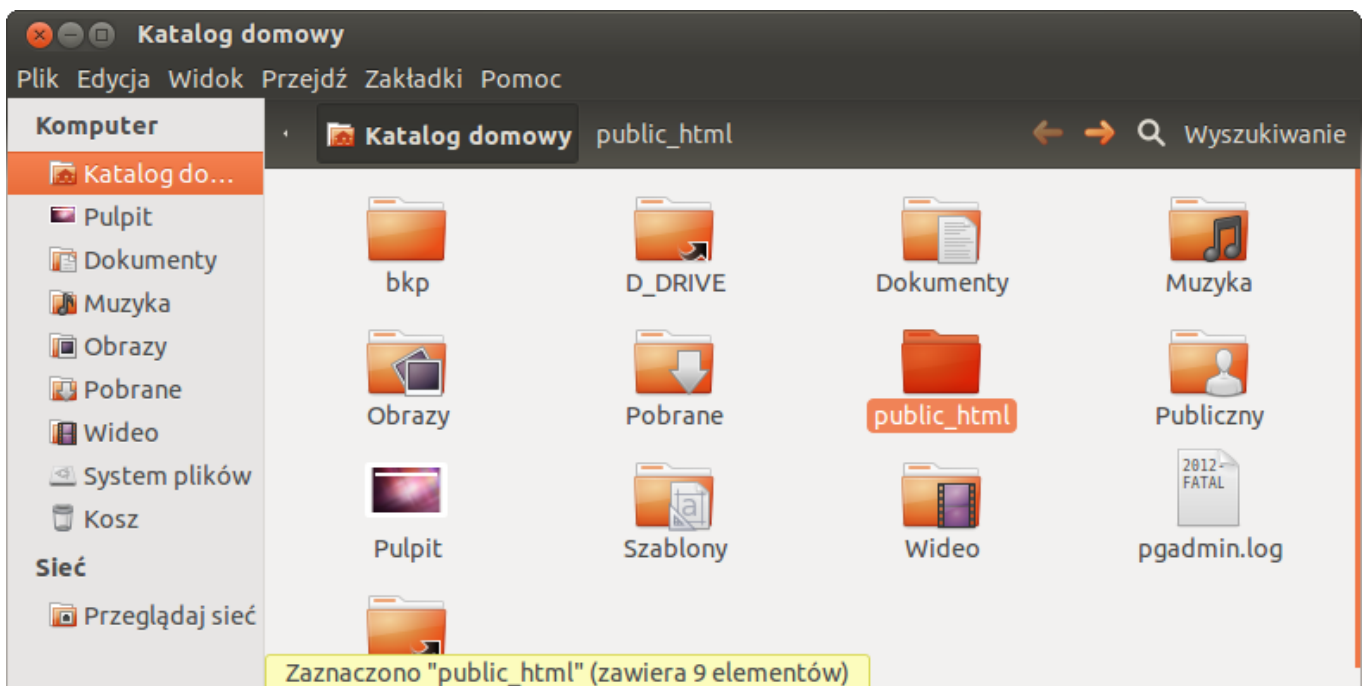 Katalog domowy
Plik Edycja Widok Przejdź Zakładki Pomoc
Komputer
Katalog do...
Pulpit
Dokumenty
Muzyka
Obrazy
Pobrane
Wideo
System plików
Kosz
Sieć
Przeglądaj sieć
Katalog domowy public_html Wyszukiwanie
bkp D_DRIVE Dokumenty Muzyka
Obrazy Pobrane public_html Publiczny
2012-
FATAL
Pulpit Szablony Wideo pgadmin.log
Zaznaczono "public_html" (zawiera 9 elementów)